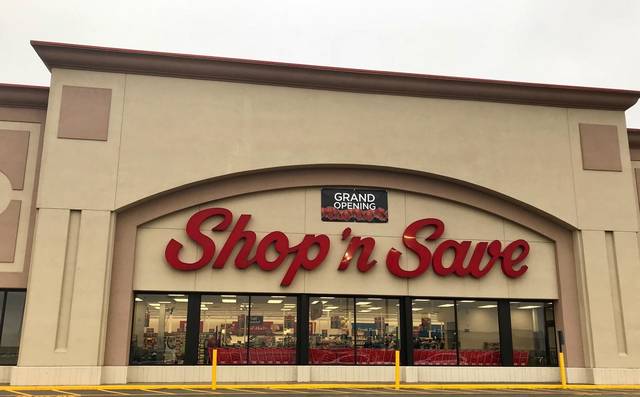 GRAND
OPENING
Shop 'n Save